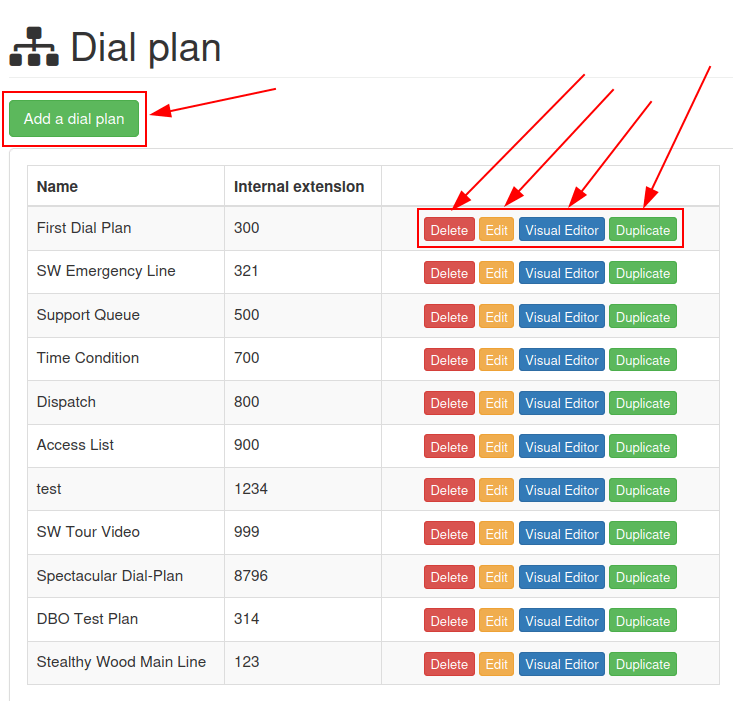 Dial plan
Add a dial plan
Name Internal extension
First Dial Plan 300 Delete Edit Visual Editor Duplicate
SW Emergency Line 321 Delete Edit Visual Editor Duplicate
Support Queue 500 Delete Edit Visual Editor Duplicate
Time Condition 700 Delete Edit Visual Editor Duplicate
Dispatch 800 Delete Edit Visual Editor Duplicate
Access List 900 Delete Edit Visual Editor Duplicate
test 1234 Delete Edit Visual Editor Duplicate
SW Tour Video 999 Delete Edit Visual Editor Duplicate
Spectacular Dial-Plan 8796 Delete Edit Visual Editor Duplicate
DBO Test Plan 314 Delete Edit Visual Editor Duplicate
Stealthy Wood Main Line 123 Delete Edit Visual Editor Duplicate